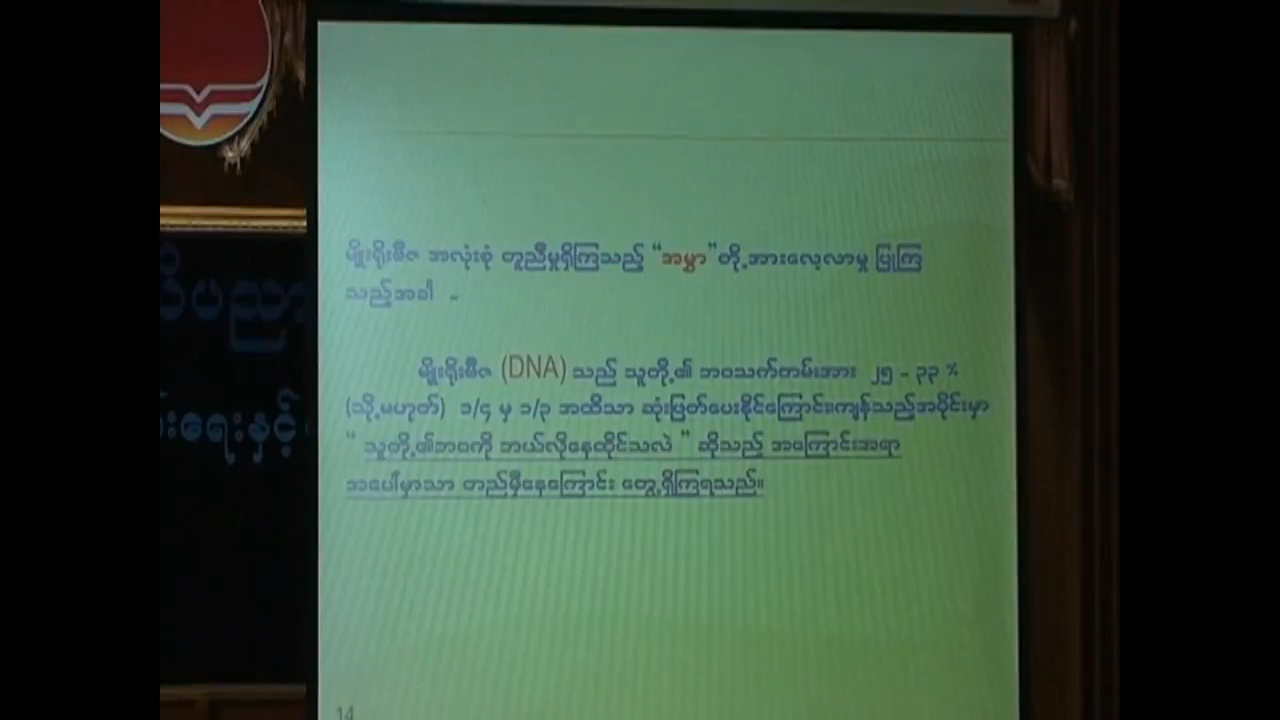 မျိုးရိုးဗီဇ အလုံးစုံ တူညီမှုရှိကြသည့် “အမွှာ”တို့အားလေ့လာမှု ပြုကြ
သည့်အခါ -
မျိုးရိုးဗီဇ (DNA) သည် သူတို့၏ ဘဝသက်တမ်းအား ၂၅ - ၃၃ %
(သို့မဟုတ်) ၁/၄ မှ ၁/၃ အထိသာ ဆုံးဖြတ်ပေးနိုင်ကြောင်း၊ကျန်သည့်အပိုင်းမှာ
“ သူတို့၏ဘဝကို ဘယ်လိုနေထိုင်သလဲ ” ဆိုသည့် အကြောင်းအရာ
အပေါ်မှာသာ တည်မှီနေကြောင်း တွေ့ရှိကြရသည်။
14
ပညာ
းရေးနှင့်